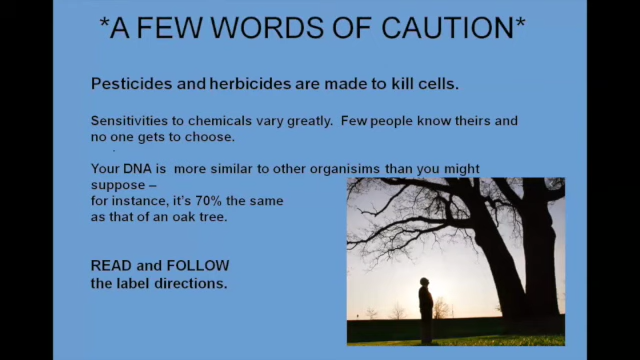 *A FEW WORDS OF CAUTION*
Pesticides and herbicides are made to kill cells.
Sensitivities to chemicals vary greatly.  Few people know theirs and
no one gets to choose.
Your DNA is  more similar to other organisims than you might
suppose –
for instance, it's 70% the same
as that of an oak tree.
READ and FOLLOW
the label directions.